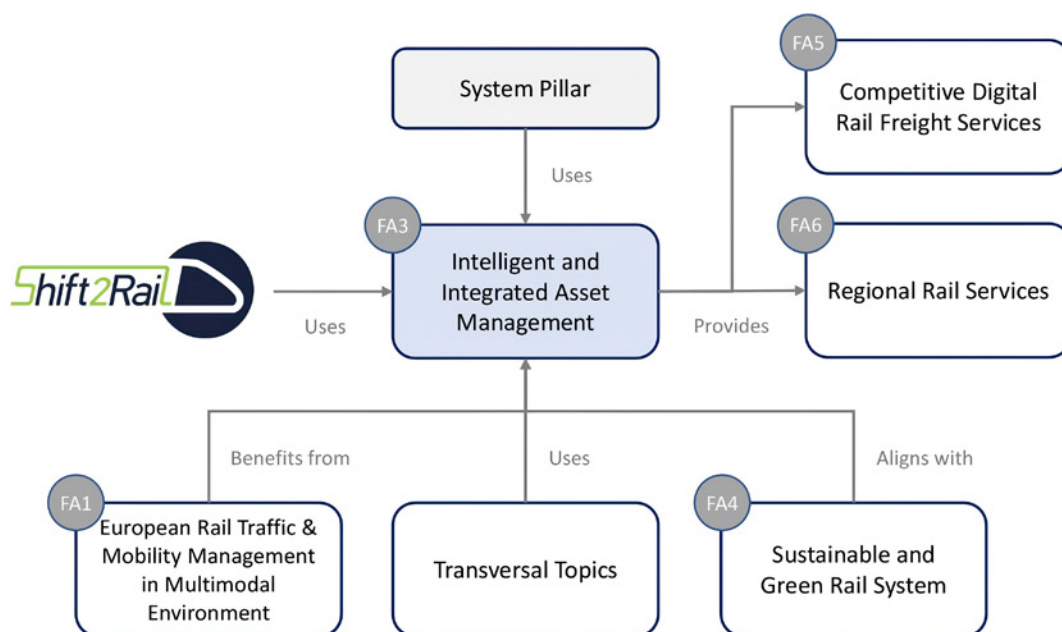 FA5
System Pillar
Competitive Digital
Rail Freight Services
Uses
FA3
FA6
Intelligent and
Integrated Asset
Management
Shift2Rail
Uses
Provides
Regional Rail Services
Benefits from
Uses
Aligns with
FA1
European Rail Traffic &
Mobility Management
in Multimodal
Environment
Transversal Topics
FA4
Sustainable and
Green Rail System